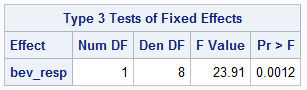 Type 3 Tests of Fixed Effects
Effect Num DF Den DF F Value Pr > F
bev_resp 1 8 23.91 0.0012